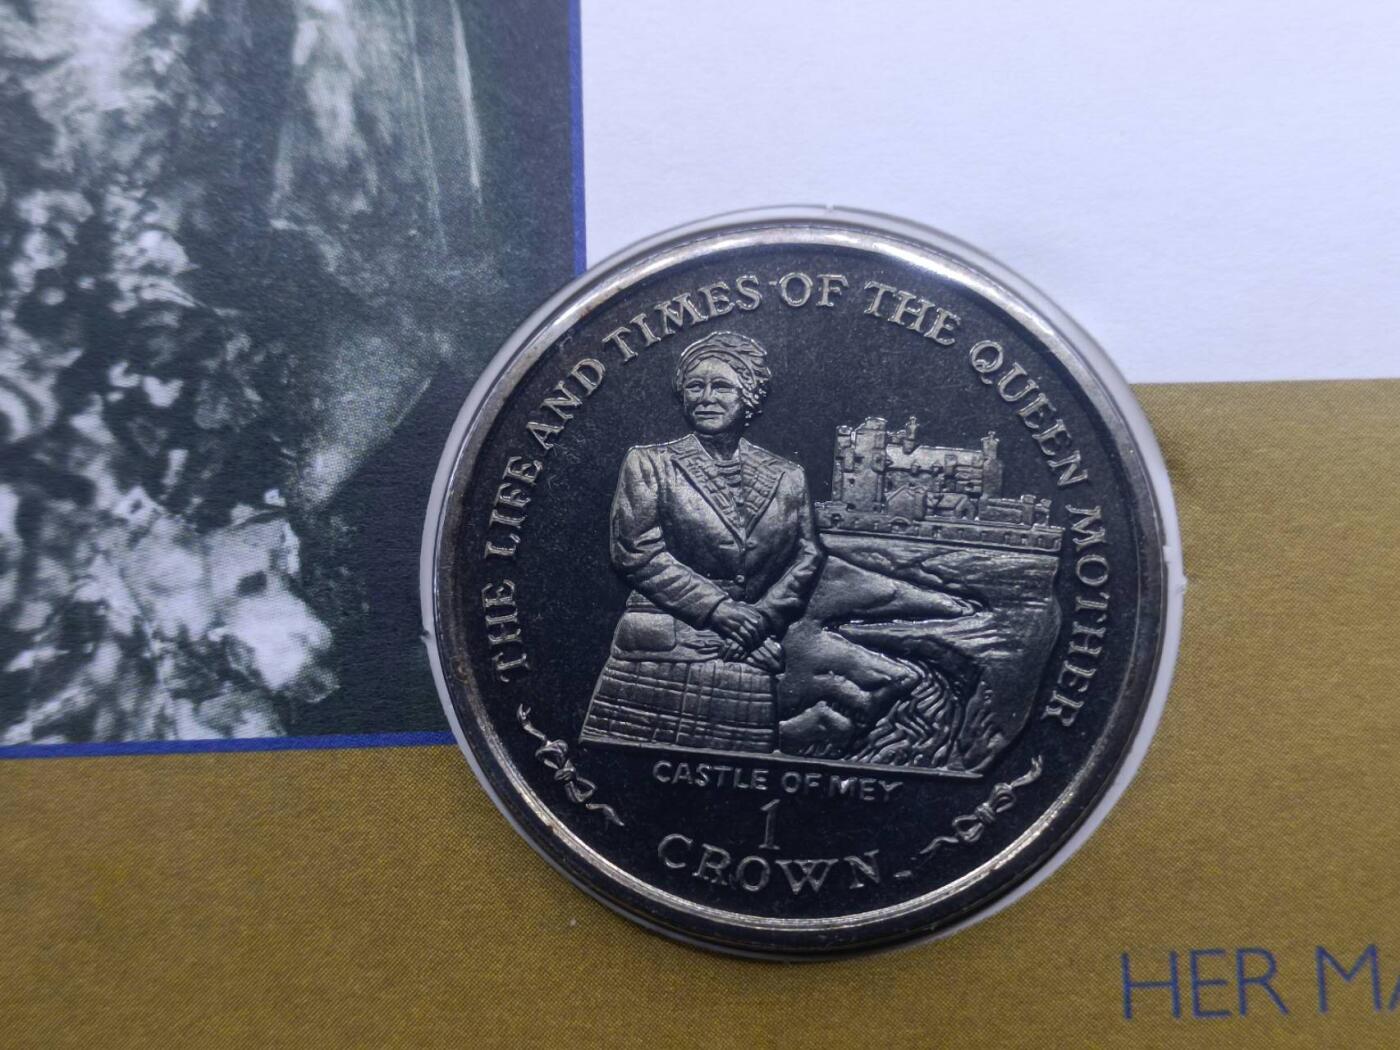 THE LIFE AND TIMES OF THE QUEEN MOTHER
CASTLE OF MEY
1
CROWN
HER MA